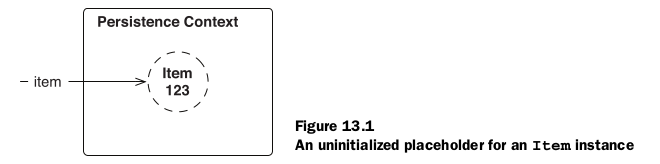 Persistence Context
Item
123
– item
Figure 13.1
An uninitialized placeholder for an Item instance